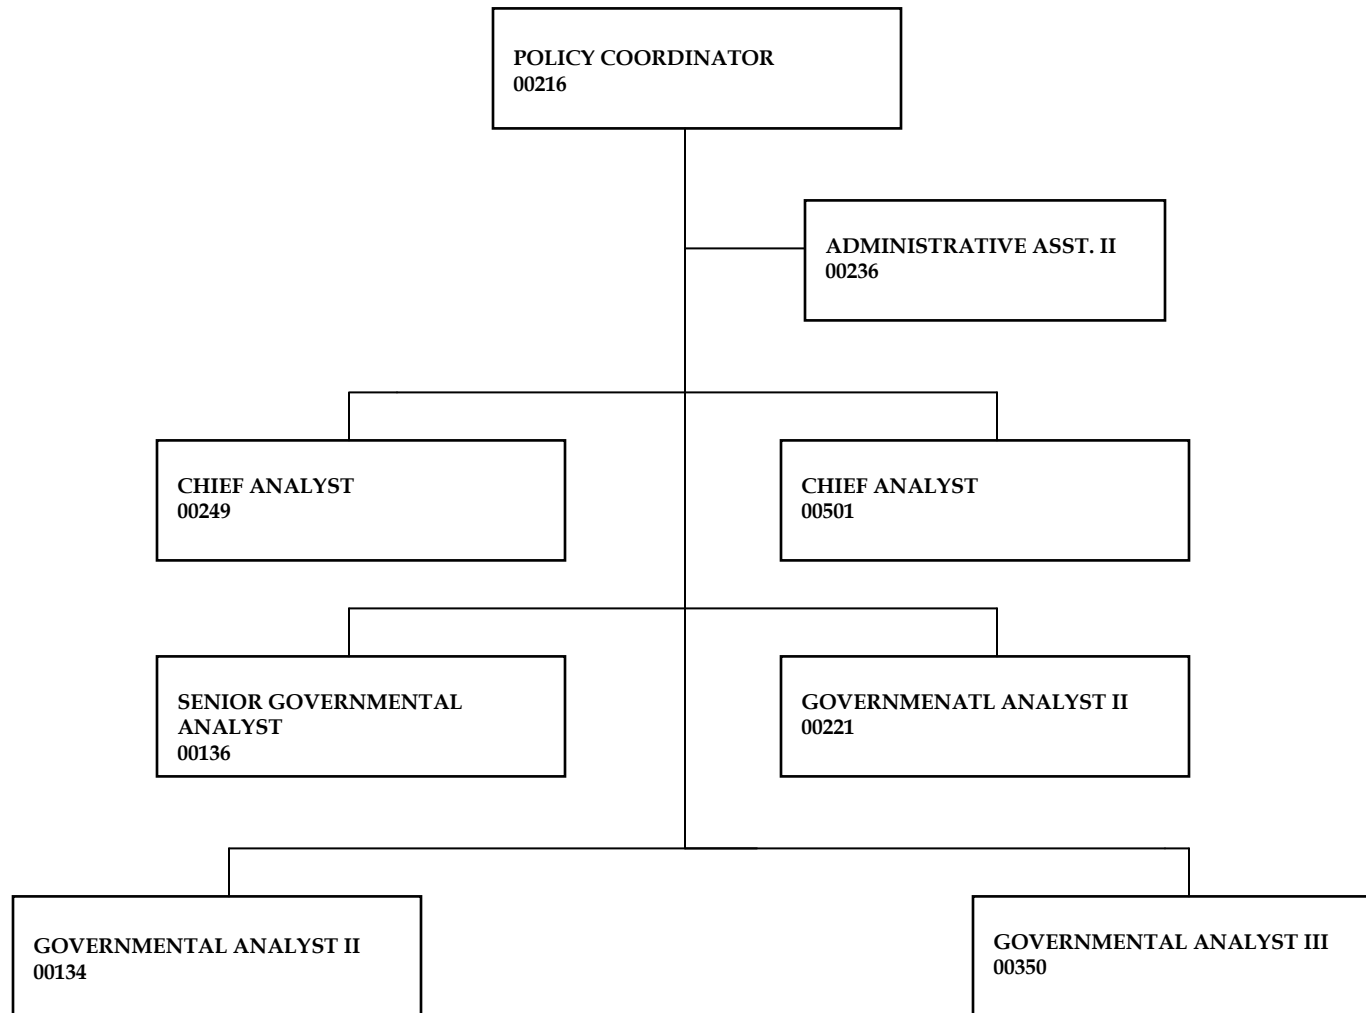 POLICY COORDINATOR
00216
ADMINISTRATIVE ASST. II
00236
CHIEF ANALYST
00249
CHIEF ANALYST
00501
SENIOR GOVERNMENTAL
ANALYST
00136
GOVERNMENATL ANALYST II
00221
GOVERNMENTAL ANALYST II
00134
GOVERNMENTAL ANALYST III
00350